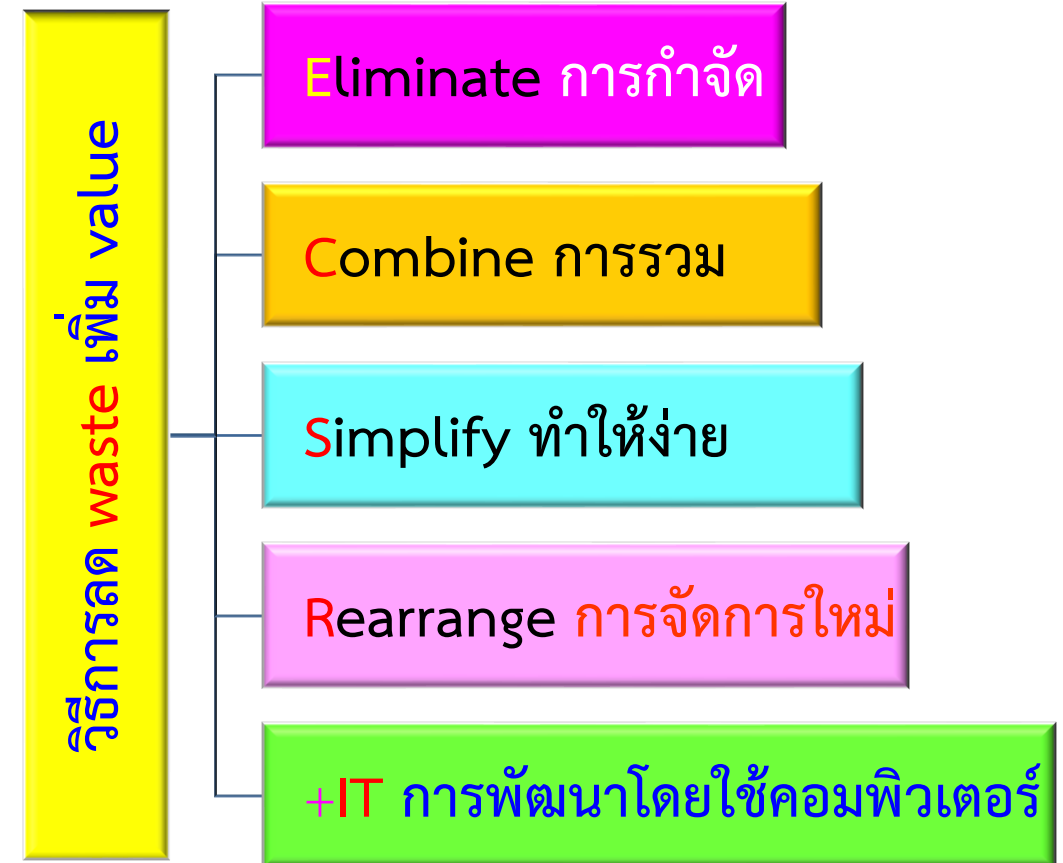 วิธีการลด waste เพิ่ม value
Eliminate การกำจัด
Combine การรวม
Simplify ทำให้ง่าย
Rearrange การจัดการใหม่
+IT การพัฒนาโดยใช้คอมพิวเตอร์